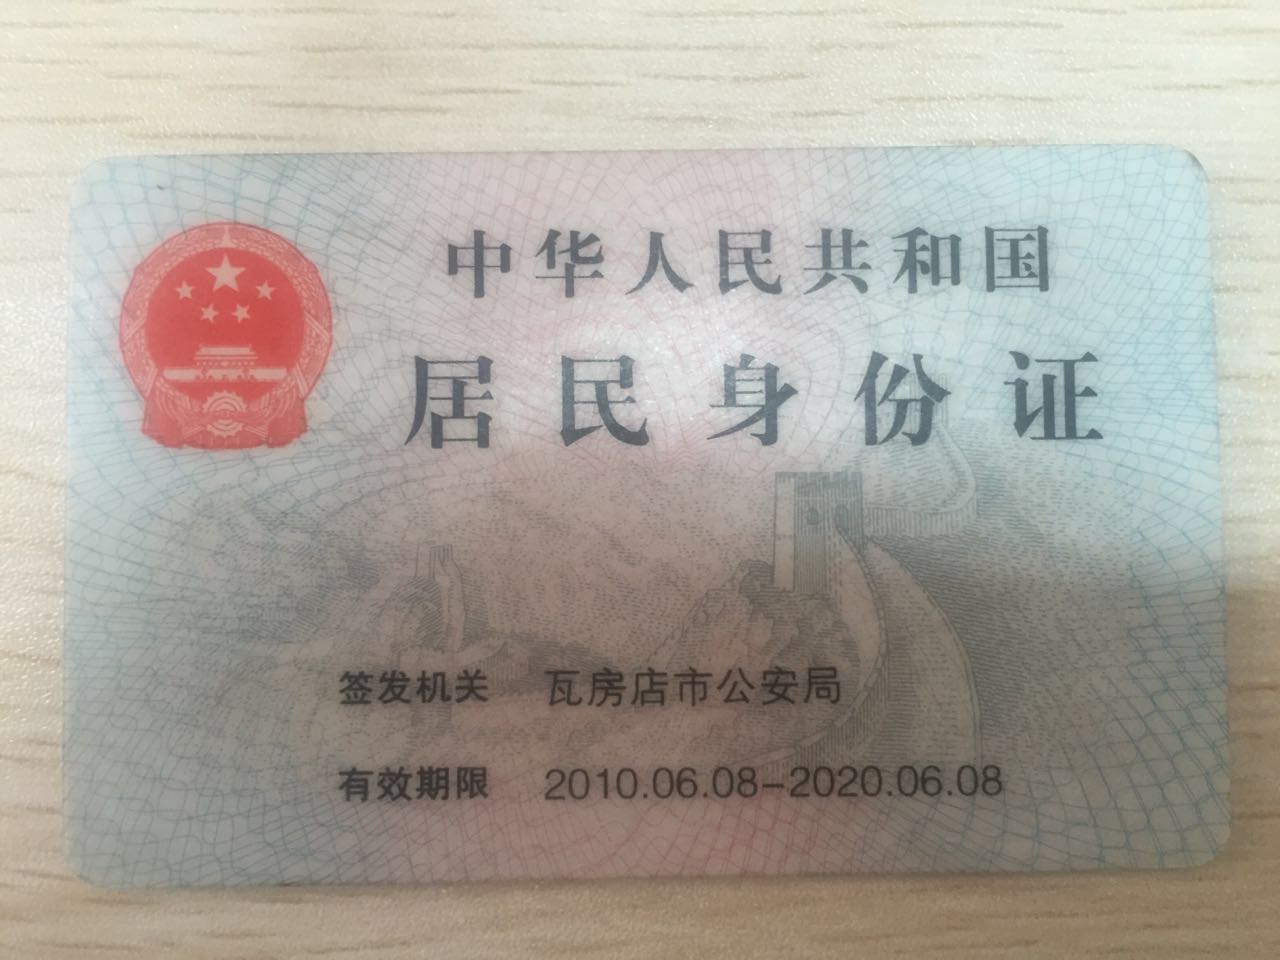 中华人民共和国
居民身份证
签发机关 瓦房店市公安局
有效期限 2010.06.08-2020.06.08